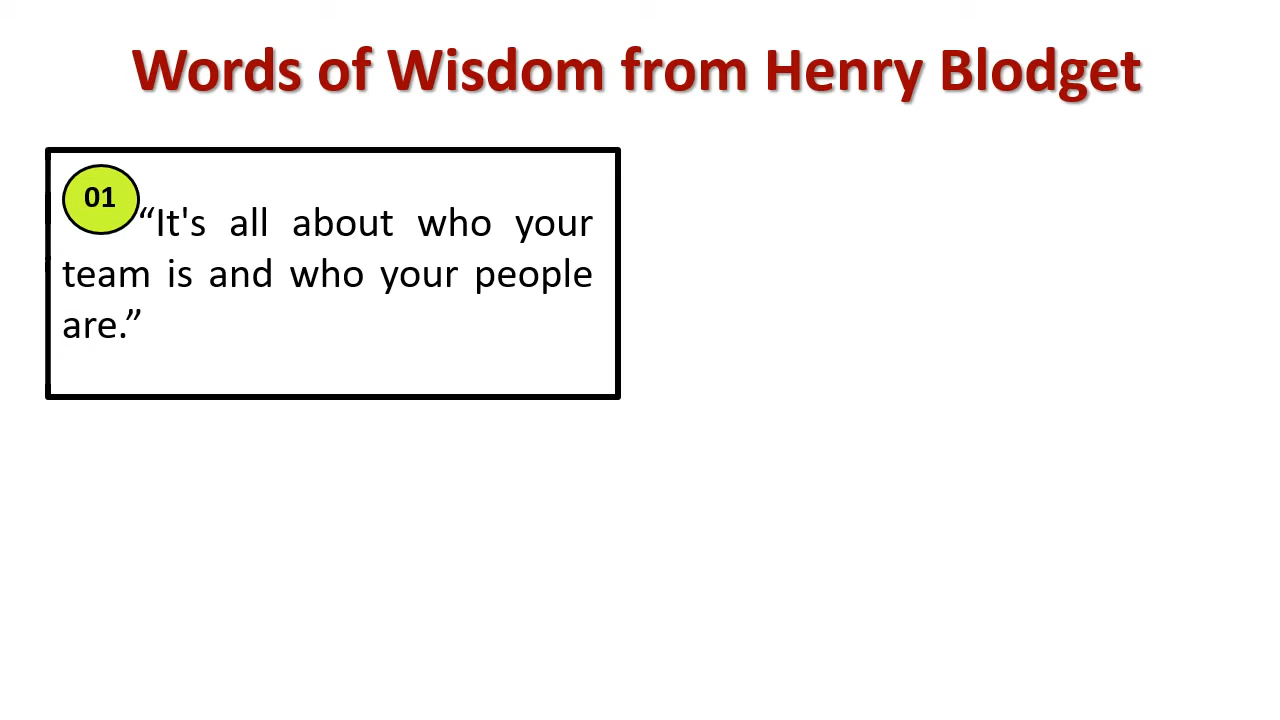 Words of Wisdom from Henry Blodget
01
“It's all about who your
team is and who your people
are.”